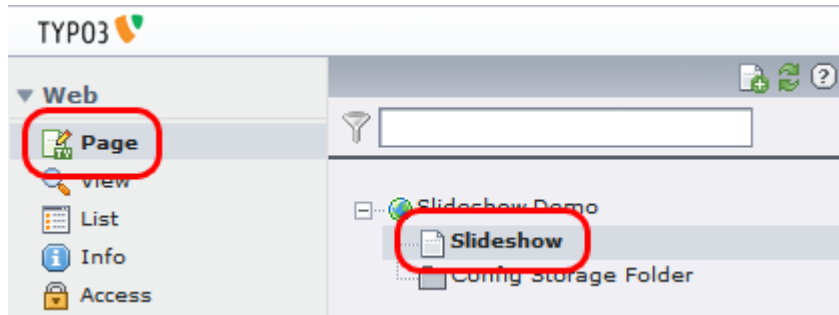 TYPO3
Web
Page
View
List
Info
Access
Slideshow Demo
Slideshow
Config Storage Folder